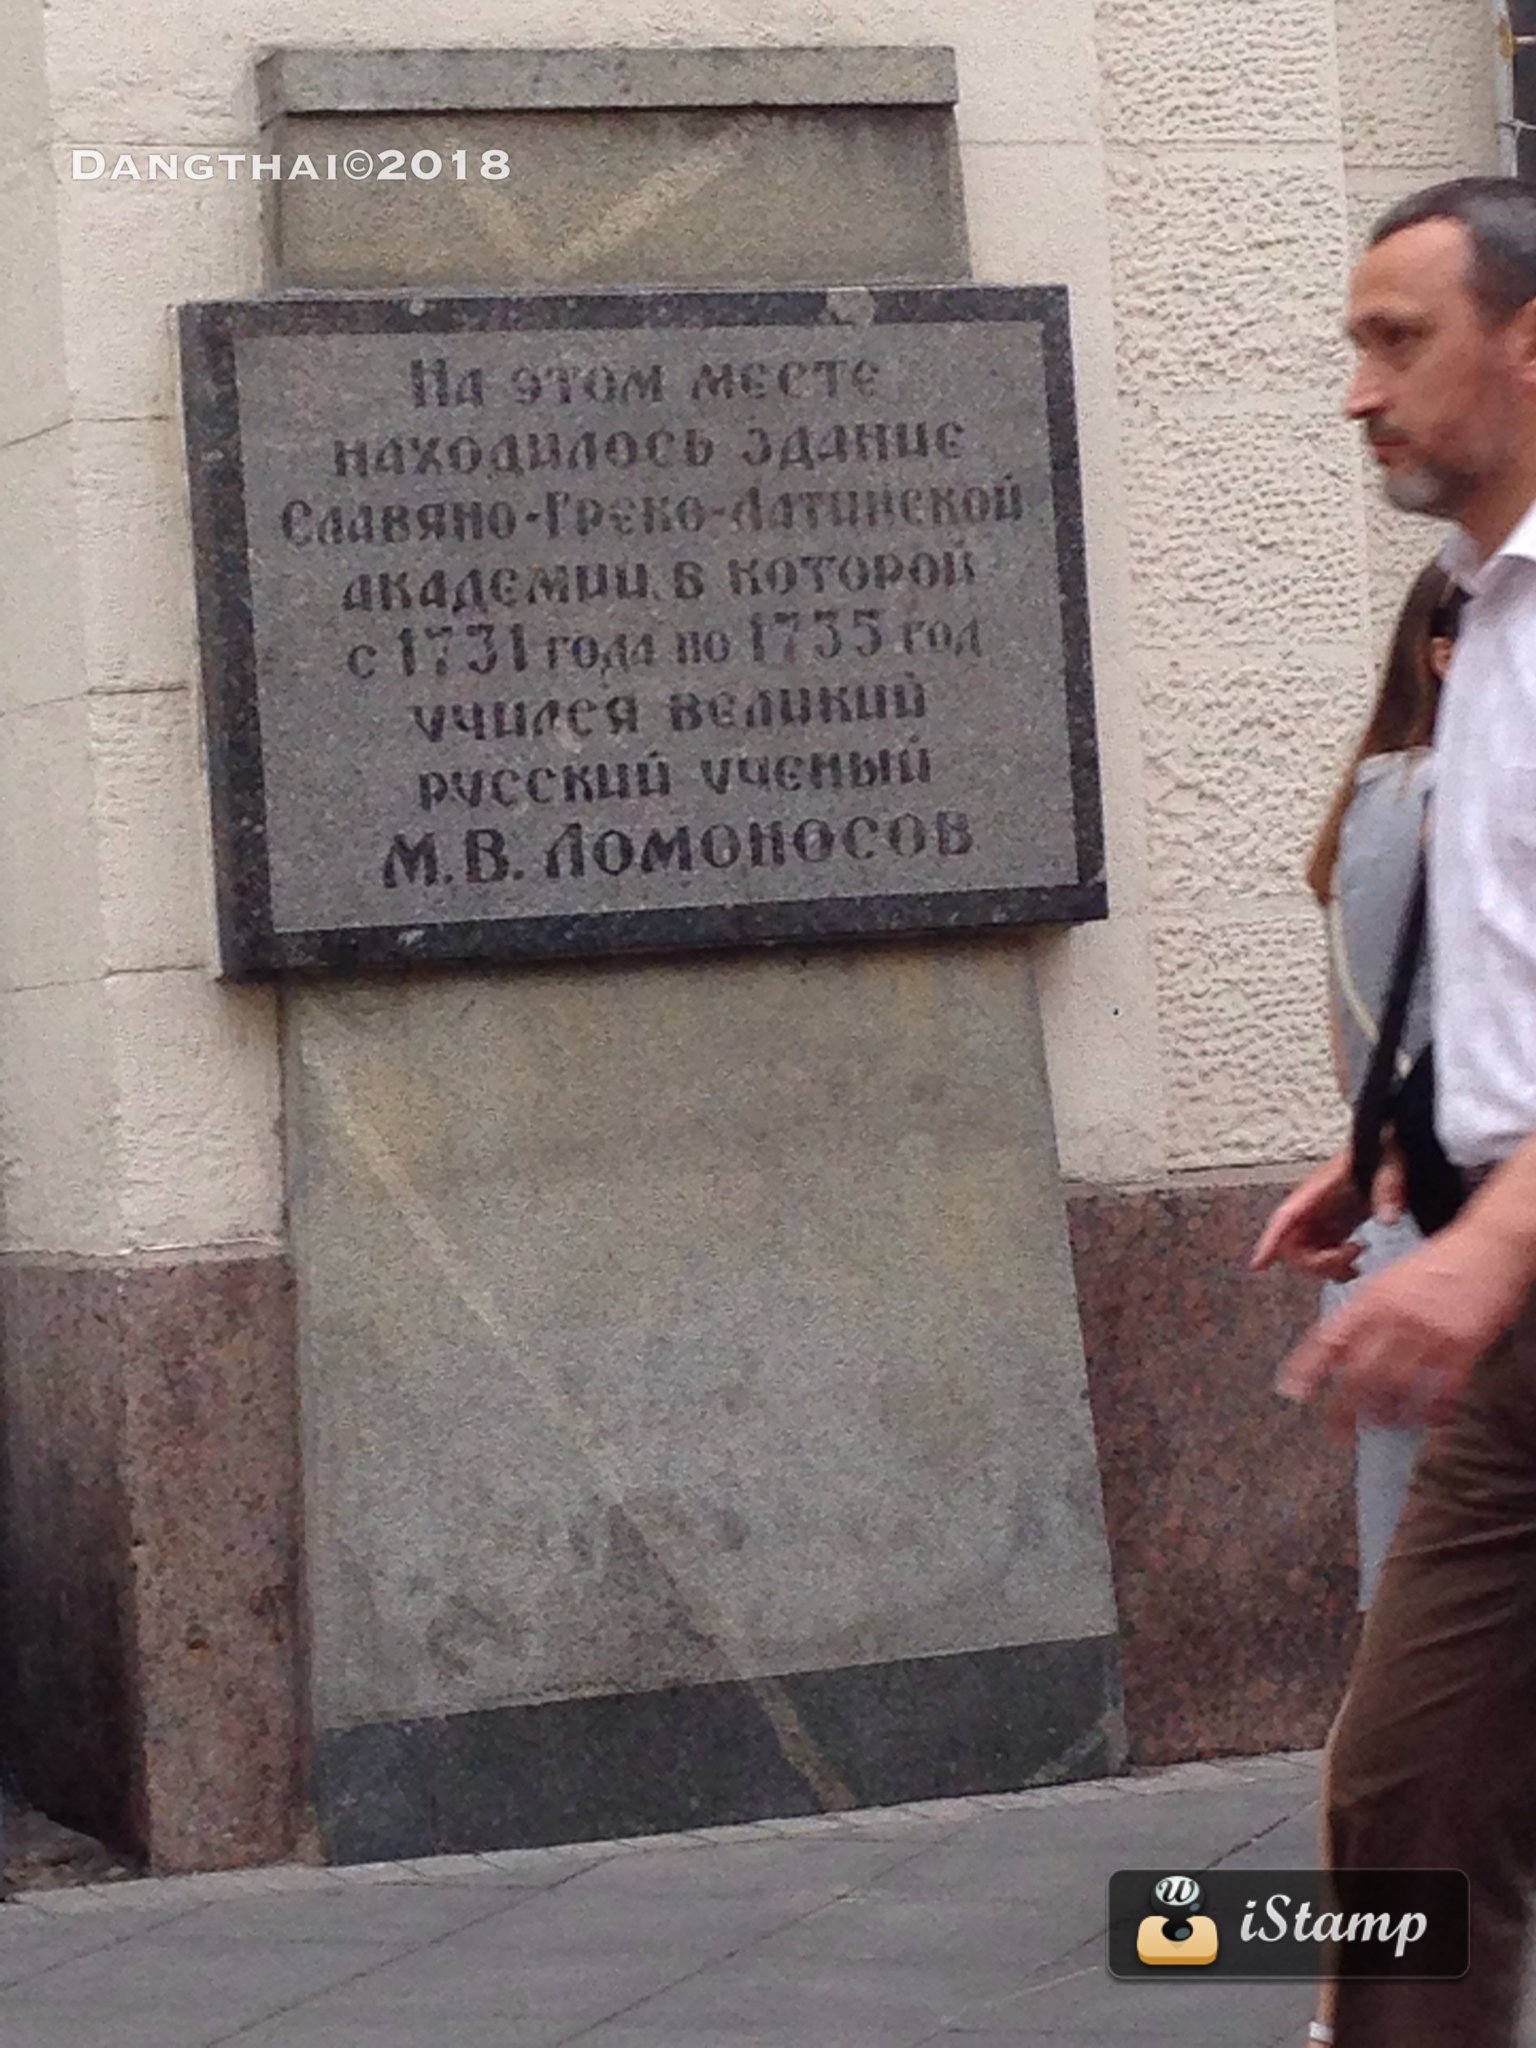 DANGTHAI©2018
На этом месте
находилось здание
Славяно-Греко-Латинской
академии, в которой
с 1731 года по 1735 год
учился великий
русский ученый
М.В. Ломоносов
w
iStamp